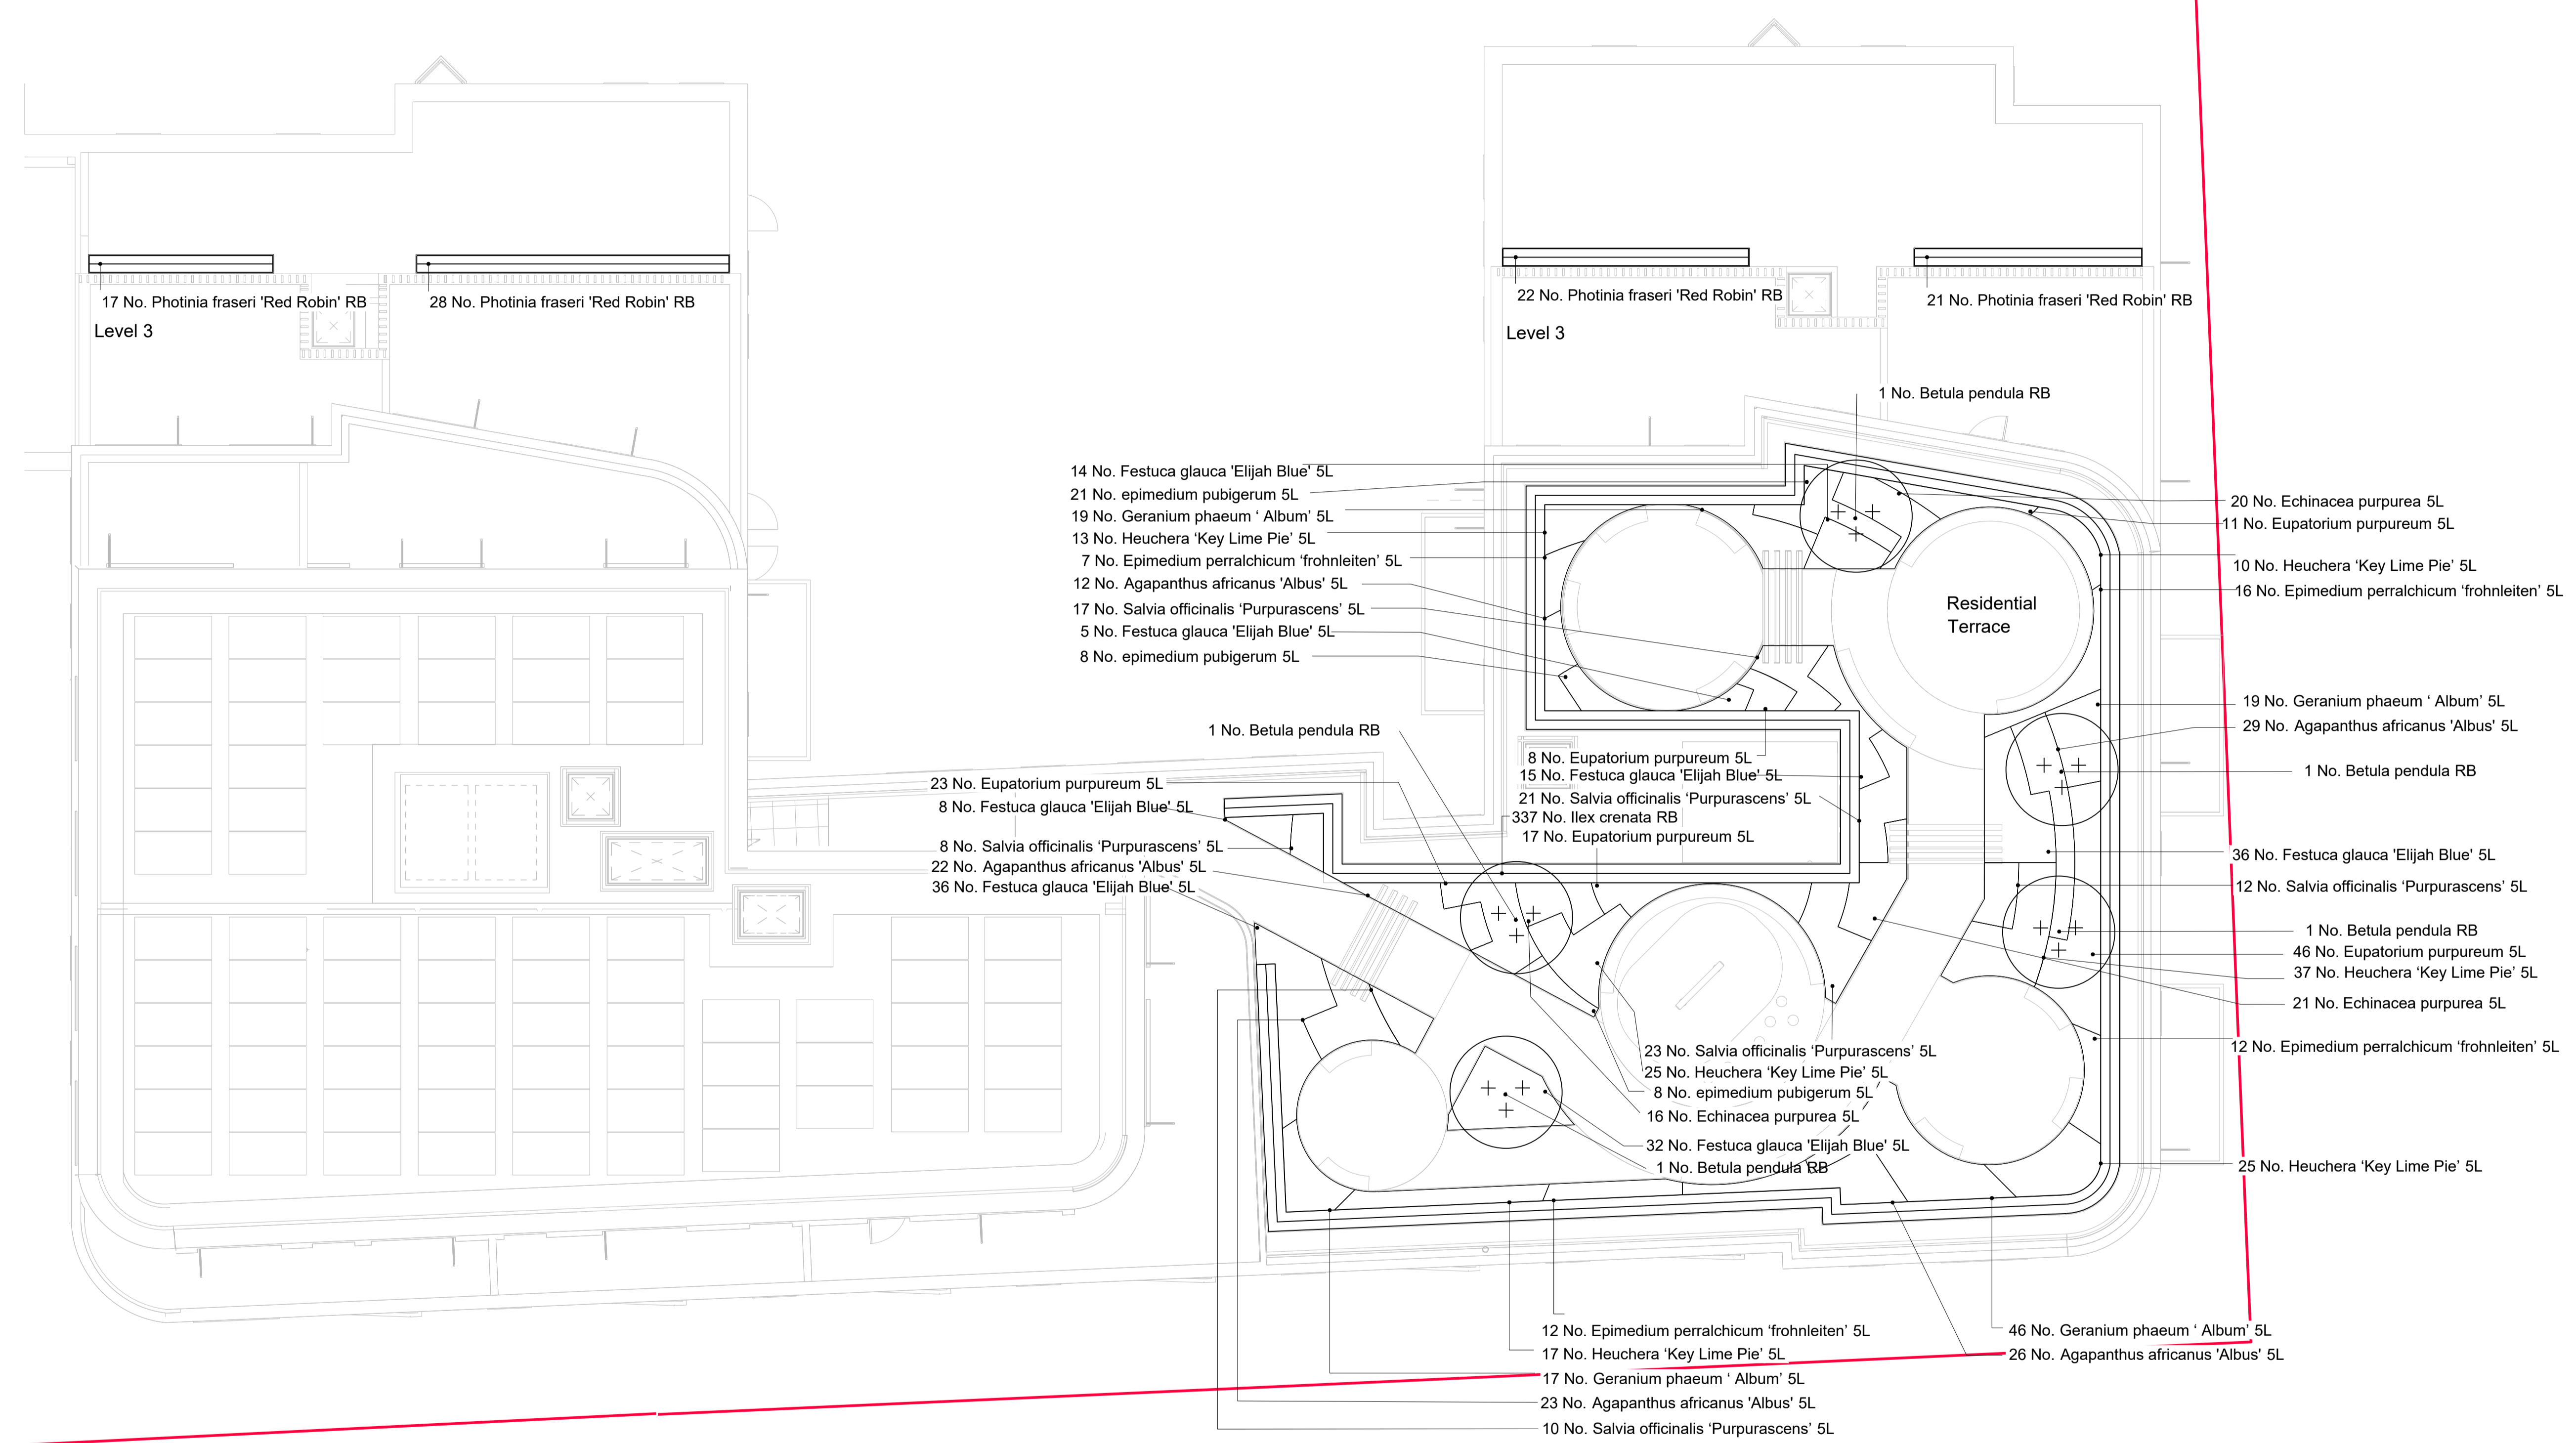 17 No. Photinia fraseri 'Red Robin' RB
28 No. Photinia fraseri 'Red Robin' RB
22 No. Photinia fraseri 'Red Robin' RB
21 No. Photinia fraseri 'Red Robin' RB
Level 3
Level 3
1 No. Betula pendula RB
14 No. Festuca glauca 'Elijah Blue' 5L
21 No. epimedium pubigerum 5L
19 No. Geranium phaeum ‘ Album’ 5L
13 No. Heuchera ‘Key Lime Pie’ 5L
7 No. Epimedium perralchicum ‘frohnleiten’ 5L
12 No. Agapanthus africanus 'Albus' 5L
17 No. Salvia officinalis ‘Purpurascens’ 5L
5 No. Festuca glauca 'Elijah Blue' 5L
8 No. epimedium pubigerum 5L
20 No. Echinacea purpurea 5L
11 No. Eupatorium purpureum 5L
10 No. Heuchera ‘Key Lime Pie’ 5L
16 No. Epimedium perralchicum ‘frohnleiten’ 5L
Residential
Terrace
19 No. Geranium phaeum ‘ Album’ 5L
29 No. Agapanthus africanus 'Albus' 5L
1 No. Betula pendula RB
1 No. Betula pendula RB
23 No. Eupatorium purpureum 5L
8 No. Festuca glauca 'Elijah Blue' 5L
8 No. Salvia officinalis ‘Purpurascens’ 5L
22 No. Agapanthus africanus 'Albus' 5L
36 No. Festuca glauca 'Elijah Blue' 5L
8 No. Eupatorium purpureum 5L
15 No. Festuca glauca 'Elijah Blue' 5L
21 No. Salvia officinalis ‘Purpurascens’ 5L
337 No. Ilex crenata RB
17 No. Eupatorium purpureum 5L
36 No. Festuca glauca 'Elijah Blue' 5L
12 No. Salvia officinalis ‘Purpurascens’ 5L
1 No. Betula pendula RB
46 No. Eupatorium purpureum 5L
37 No. Heuchera ‘Key Lime Pie’ 5L
21 No. Echinacea purpurea 5L
12 No. Epimedium perralchicum ‘frohnleiten’ 5L
23 No. Salvia officinalis ‘Purpurascens’ 5L
25 No. Heuchera ‘Key Lime Pie’ 5L
8 No. epimedium pubigerum 5L
16 No. Echinacea purpurea 5L
32 No. Festuca glauca 'Elijah Blue' 5L
1 No. Betula pendula RB
25 No. Heuchera ‘Key Lime Pie’ 5L
12 No. Epimedium perralchicum ‘frohnleiten’ 5L
17 No. Heuchera ‘Key Lime Pie’ 5L
17 No. Geranium phaeum ‘ Album’ 5L
23 No. Agapanthus africanus 'Albus' 5L
10 No. Salvia officinalis ‘Purpurascens’ 5L
46 No. Geranium phaeum ‘ Album’ 5L
26 No. Agapanthus africanus 'Albus' 5L